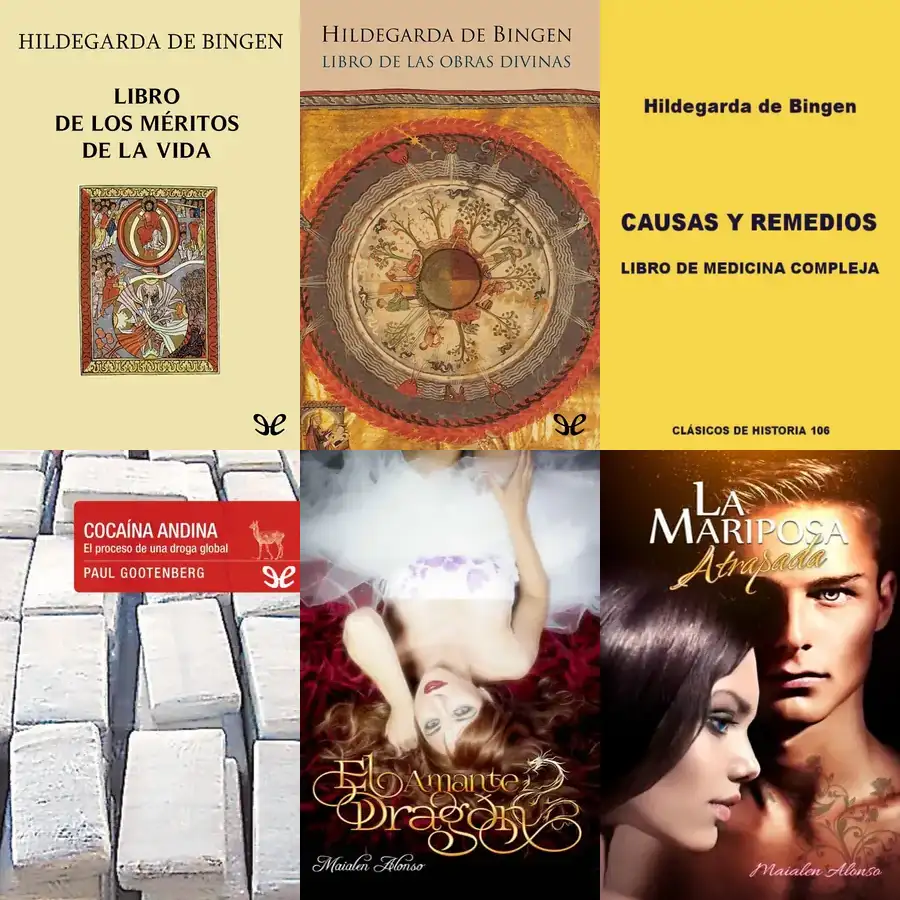 HILDEGARDA DE BINGEN
LIBRO
DE LOS MÉRITOS
DE LA VIDA
HILDEGARDA DE BINGEN
LIBRO DE LAS OBRAS DIVINAS
Hildegarda de Bingen
CAUSAS Y REMEDIOS
LIBRO DE MEDICINA COMPLEJA
CLÁSICOS DE HISTORIA 106
COCAÍNA ANDINA
El proceso de una droga global
PAUL GOOTENBERG
El Amante
Dragón
Maialen Alonso
LA
MARIPOSA
Atrapada
Maialen Alonso